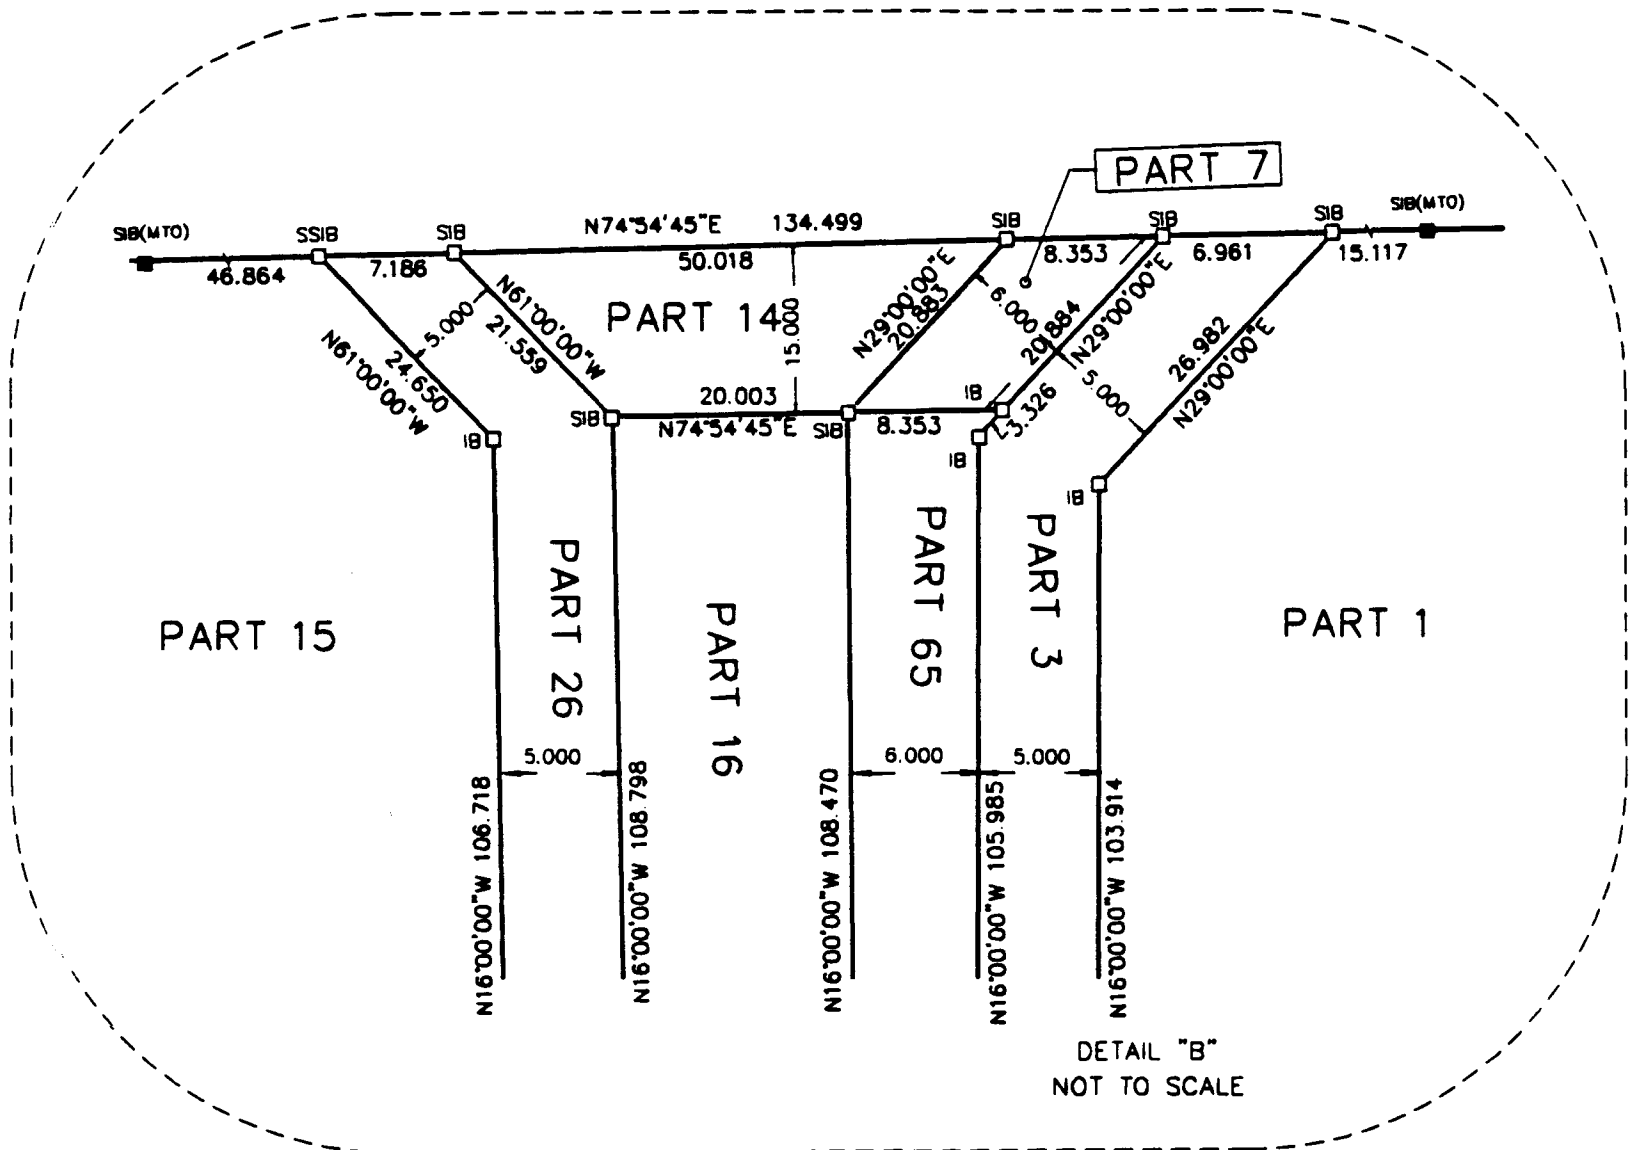 PART 7
SIB(MTO)
SSIB
SIB
N74°54'45"E 134.499
SIB
SIB
SIB
SIB(MTO)
46.864
7.186
50.018
8.353
6.961
15.117
N61°00'00"W
24.650
5.000
N61°00'00"W
21.559
PART 14
15.000
N29°00'00"E
20.883
6.000
20.884
N29°00'00"E
5.000
26.982
N29°00'00"E
IB
SIB
20.003
N74°54'45"E
SIB
8.353
IB
3.326
IB
IB
PART 15
PART 26
PART 16
PART 65
PART 3
PART 1
5.000
6.000
5.000
N16°00'00"W 106.718
N16°00'00"W 108.798
N16°00'00"W 108.470
N16°00'00"W 105.985
N16°00'00"W 103.914
DETAIL "B"
NOT TO SCALE